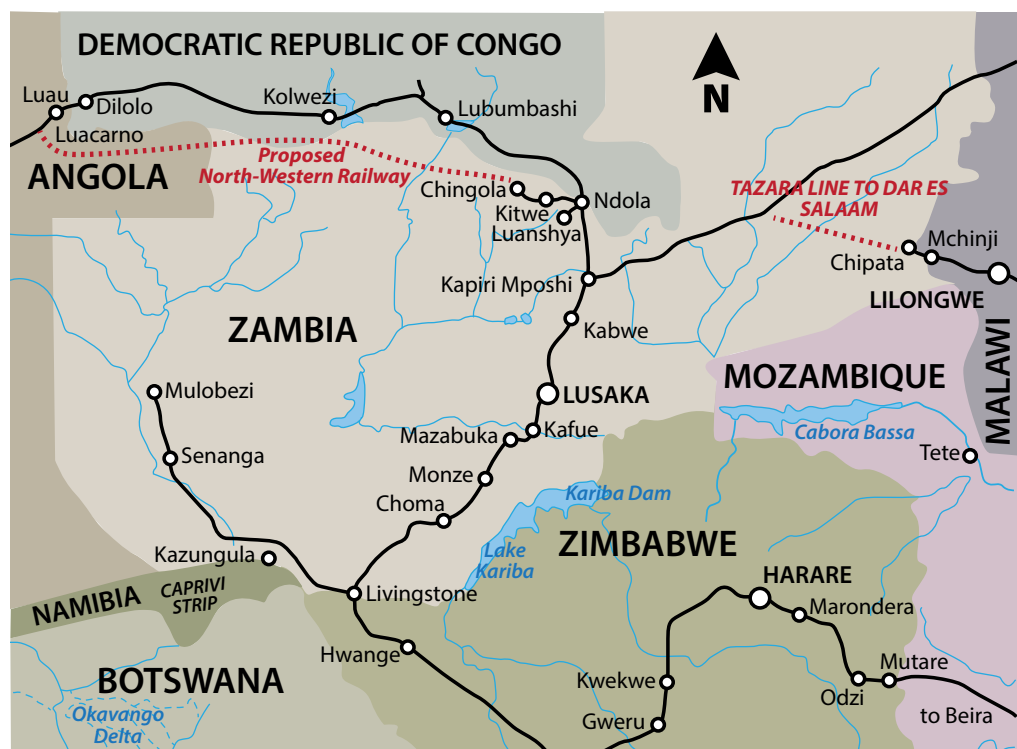 DEMOCRATIC REPUBLIC OF CONGO
N
Luau
Dilolo
Luacarno
Kolwezi
Lubumbashi
ANGOLA
Proposed
North-Western Railway
Chingola
Kitwe
Luanshya
Ndola
TAZARA LINE TO DAR ES
SALAAM
Mchinji
Chipata
LILONGWE
Kapiri Mposhi
Kabwe
ZAMBIA
MOZAMBIQUE
MALAWI
Mulobezi
LUSAKA
Cabora Bassa
Mazabuka
Kafue
Senanga
Tete
Monze
Choma
Kariba Dam
Kazungula
Lake
Kariba
ZIMBABWE
NAMIBIA
CAPRIVI
STRIP
Livingstone
HARARE
Marondera
Hwange
BOTSWANA
Kwekwe
Mutare
Odzi
Okavango
Delta
Gweru
to Beira